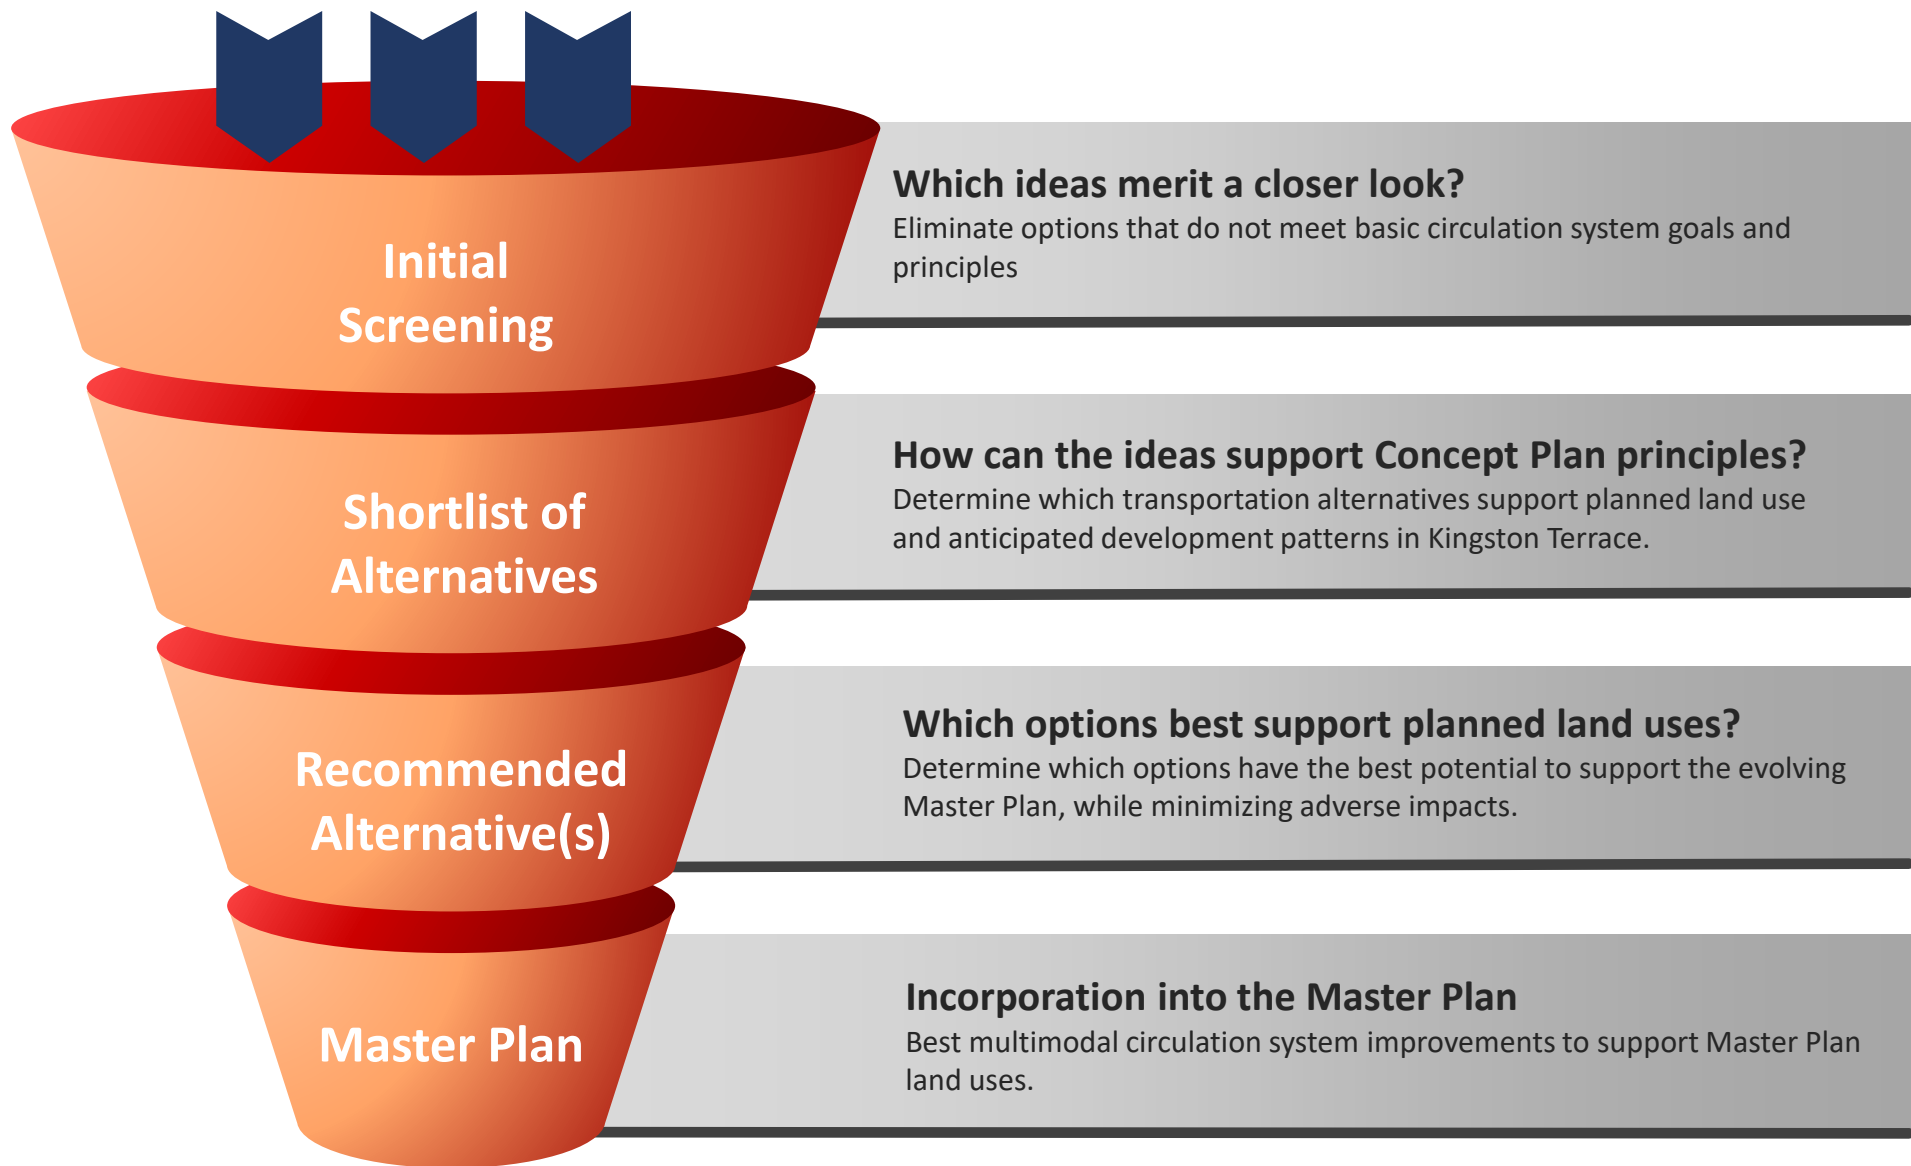 Initial
Screening
Which ideas merit a closer look?
Eliminate options that do not meet basic circulation system goals and
principles
Shortlist of
Alternatives
How can the ideas support Concept Plan principles?
Determine which transportation alternatives support planned land use
and anticipated development patterns in Kingston Terrace.
Recommended
Alternative(s)
Which options best support planned land uses?
Determine which options have the best potential to support the evolving
Master Plan, while minimizing adverse impacts.
Master Plan
Incorporation into the Master Plan
Best multimodal circulation system improvements to support Master Plan
land uses.